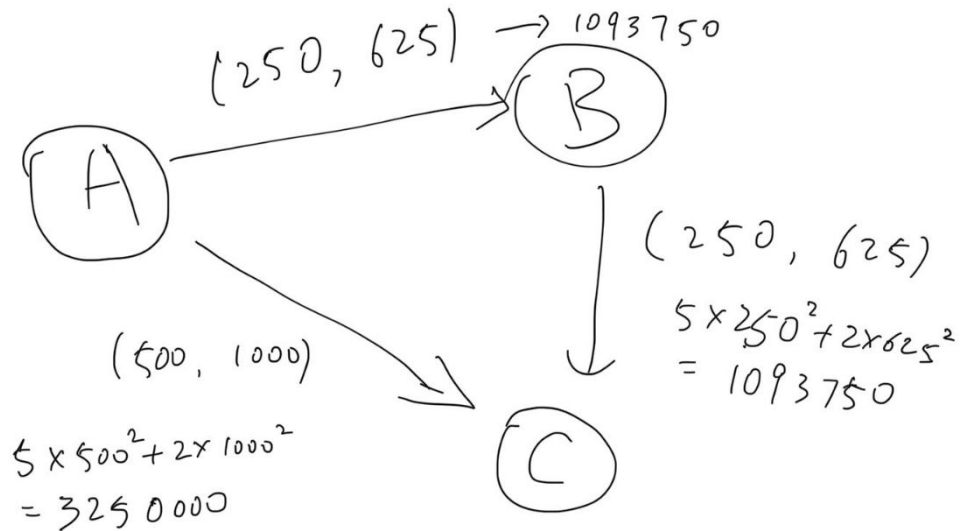 (250, 625) → 1093750
A
B
(250, 625)
5×250²+2×625²
= 1093750
(500, 1000)
5×500²+2×1000²
= 3250000
C